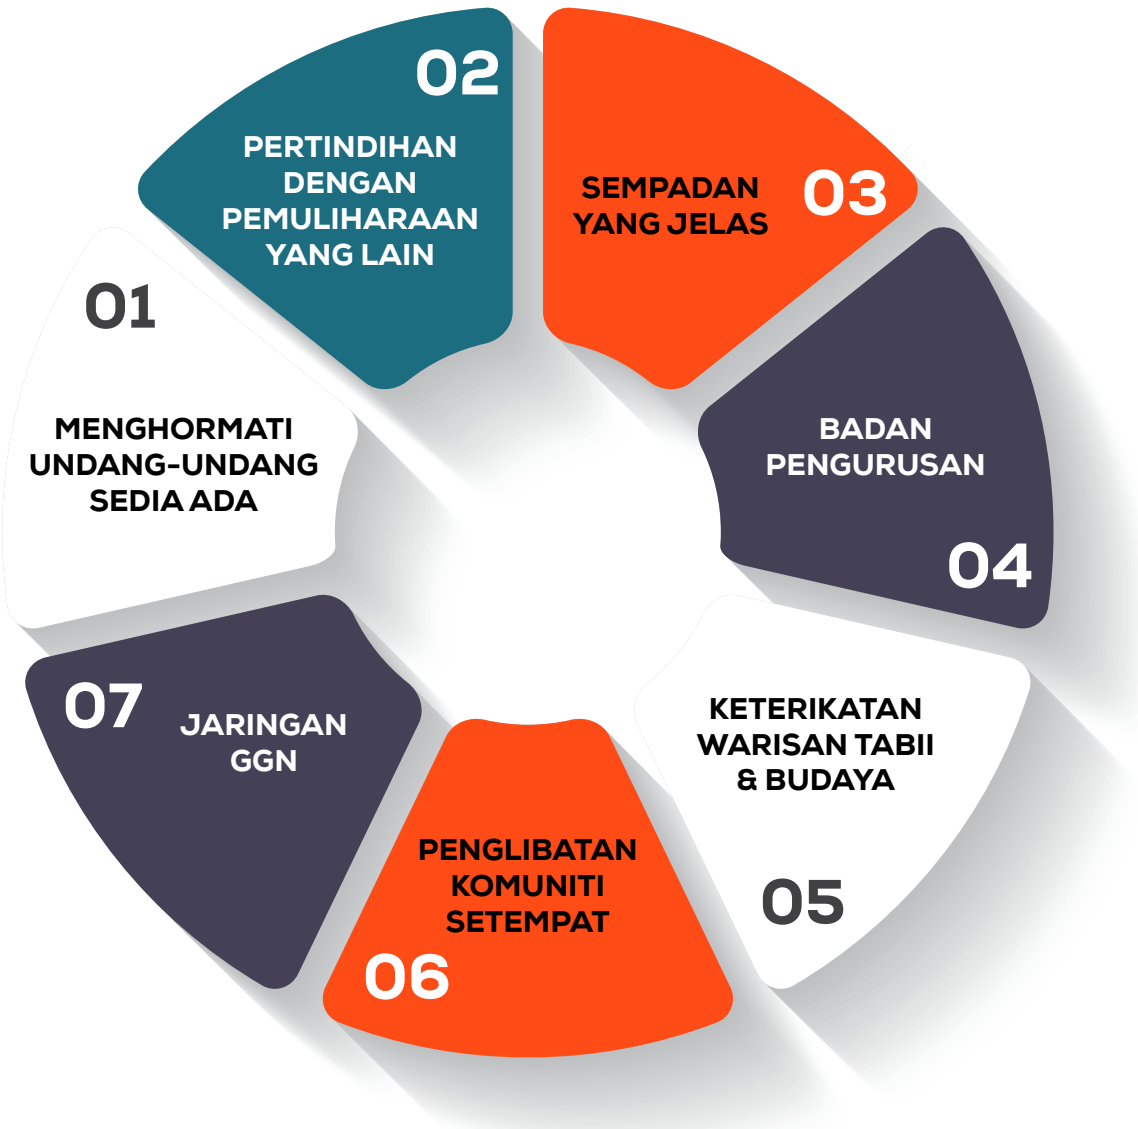 01
MENGHORMATI
UNDANG-UNDANG
SEDIA ADA
02
PERTINDIHAN
DENGAN
PEMULIHARAAN
YANG LAIN
03
SEMPADAN
YANG JELAS
BADAN
PENGURUSAN
04
KETERIKATAN
WARISAN TABII
& BUDAYA
05
PENGLIBATAN
KOMUNITI
SETEMPAT
06
07
JARINGAN
GGN